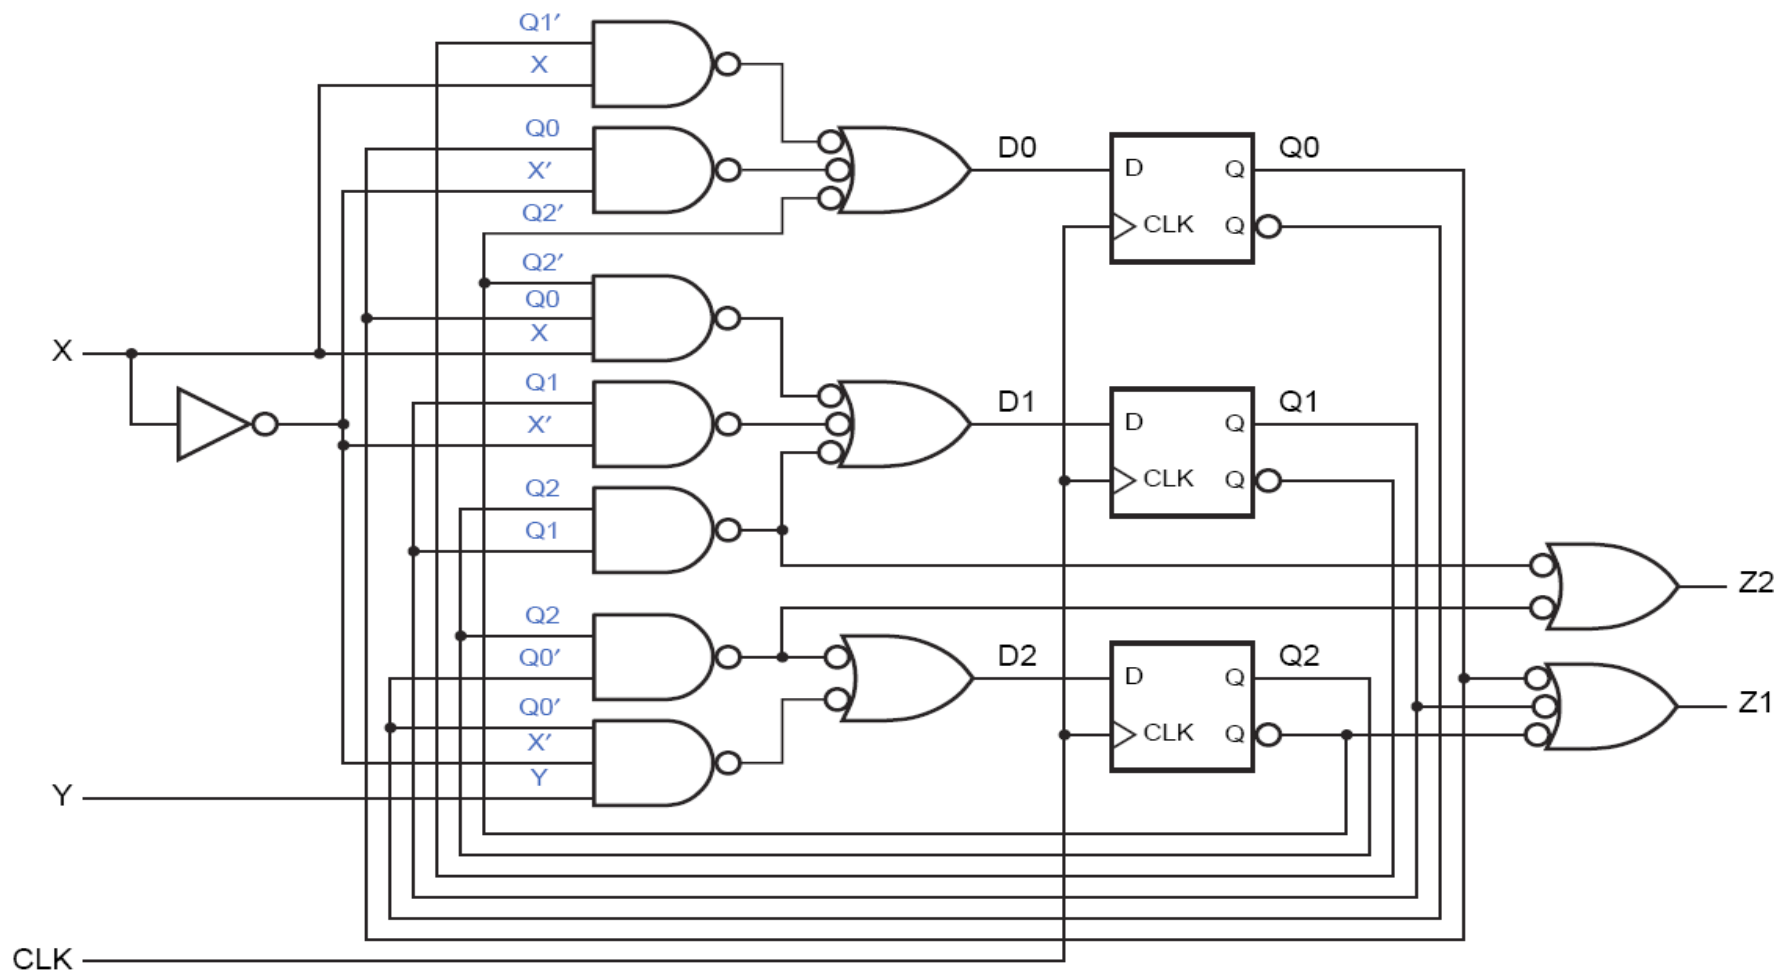 Q1′
X
Q0
X′
Q2′
D0
D
Q
CLK
Q
Q0
Q2′
Q0
X
X
Q1
X′
D1
D
Q
CLK
Q
Q1
Q2
Q1
Z2
Q2
Q0′
D2
D
Q
CLK
Q
Q2
Z1
Q0′
X′
Y
Y
CLK